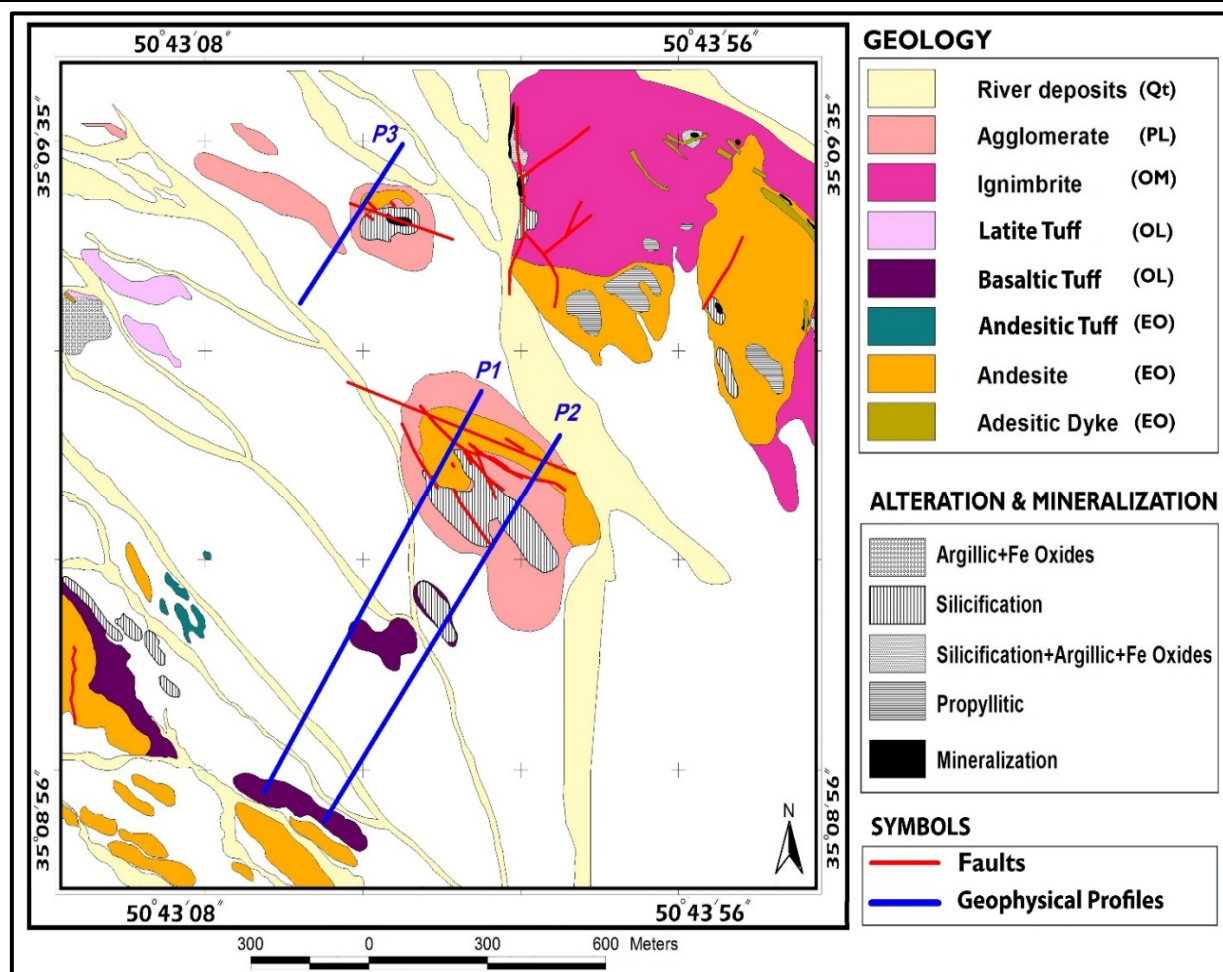 50°43'08 50°43'56"
35°09'35" 35°09'35"
P3
P1
P2
35°08'56" 35°08'56"
N
50°43'08 50°43'56"
300 0 300 600 Meters
GEOLOGY
River deposits (Qt)
Agglomerate (PL)
Ignimbrite (OM)
Latite Tuff (OL)
Basaltic Tuff (OL)
Andesitic Tuff (EO)
Andesite (EO)
Adesitic Dyke (EO)
ALTERATION & MINERALIZATION
Argillic+Fe Oxides
Silicification
Silicification+Argillic+Fe Oxides
Propyllitic
Mineralization
SYMBOLS
Faults
Geophysical Profiles